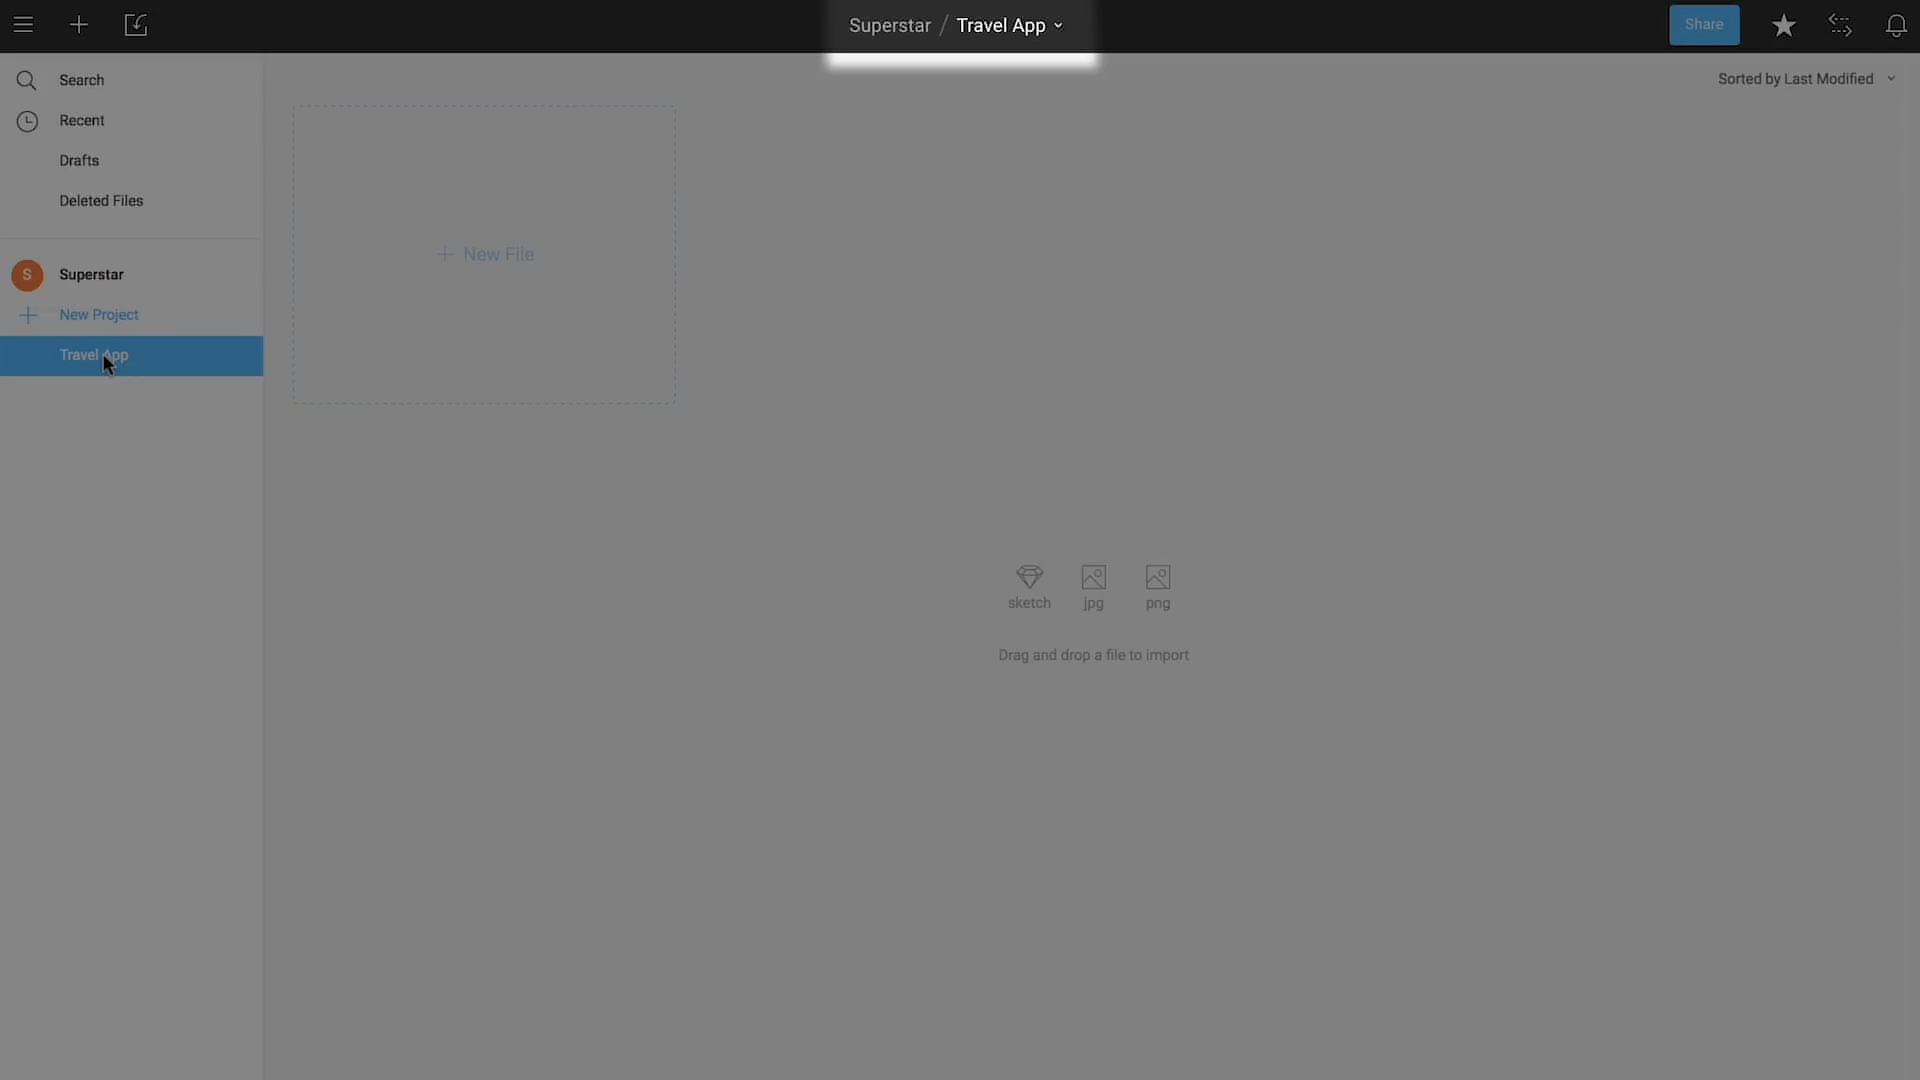 Superstar / Travel App
Share
Search
Recent
Drafts
Deleted Files
S Superstar
New Project
Travel App
Sorted by Last Modified
New File
sketch jpg png
Drag and drop a file to import